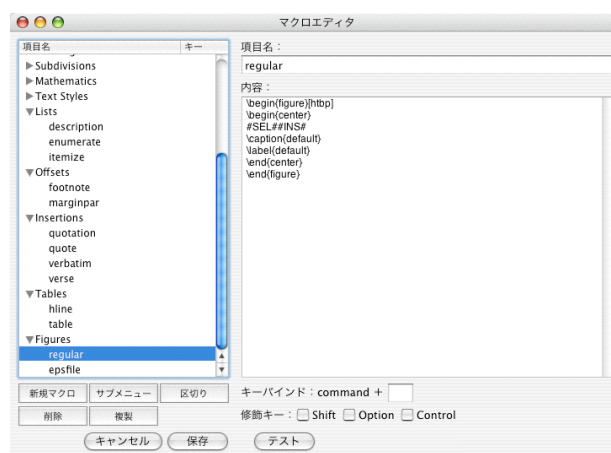 マクロエディタ
項目名
キー
Subdivisions
Mathematics
Text Styles
Lists
description
enumerate
itemize
Offsets
footnote
marginpar
Insertions
quotation
quote
verbatim
verse
Tables
hline
table
Figures
regular
epsfile
新規マクロ
サブメニュー
区切り
削除
複製
キャンセル
保存
項目名：
regular
内容：
\begin{figure}[htbp]
\begin{center}
#SEL##INS#
\caption{default}
\label{default}
\end{center}
\end{figure}
キーバインド：command +
修飾キー： Shift Option Control
テスト